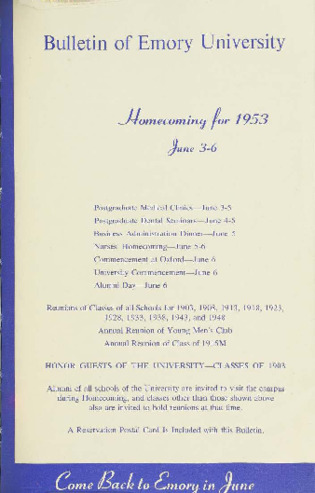 Bulletin of Emory University
Homecoming for 1953
June 3-6
Postgraduate Medical Clinics—June 3-5
Postgraduate Dental Seminars—June 4-5
Business Administration Dinner—June 5
Nurses' Homecoming—June 5-6
Commencement at Oxford—June 6
University Commencement—June 6
Alumni Day—June 6
Reunions of Classes of all Schools for 1903, 1908, 1913, 1918, 1923,
1928, 1933, 1938, 1943, and 1948
Annual Reunion of Young Men's Club
Annual Reunion of Class of
HONOR GUESTS OF THE UNIVERSITY—CLASSES OF 1903
Alumni of all schools of the University are invited to visit the campus
during Homecoming, and classes other than those shown above
also are invited to hold reunions at that time.
A Reservation Postal Card Is Included with this Bulletin.
Come Back to Emory in June